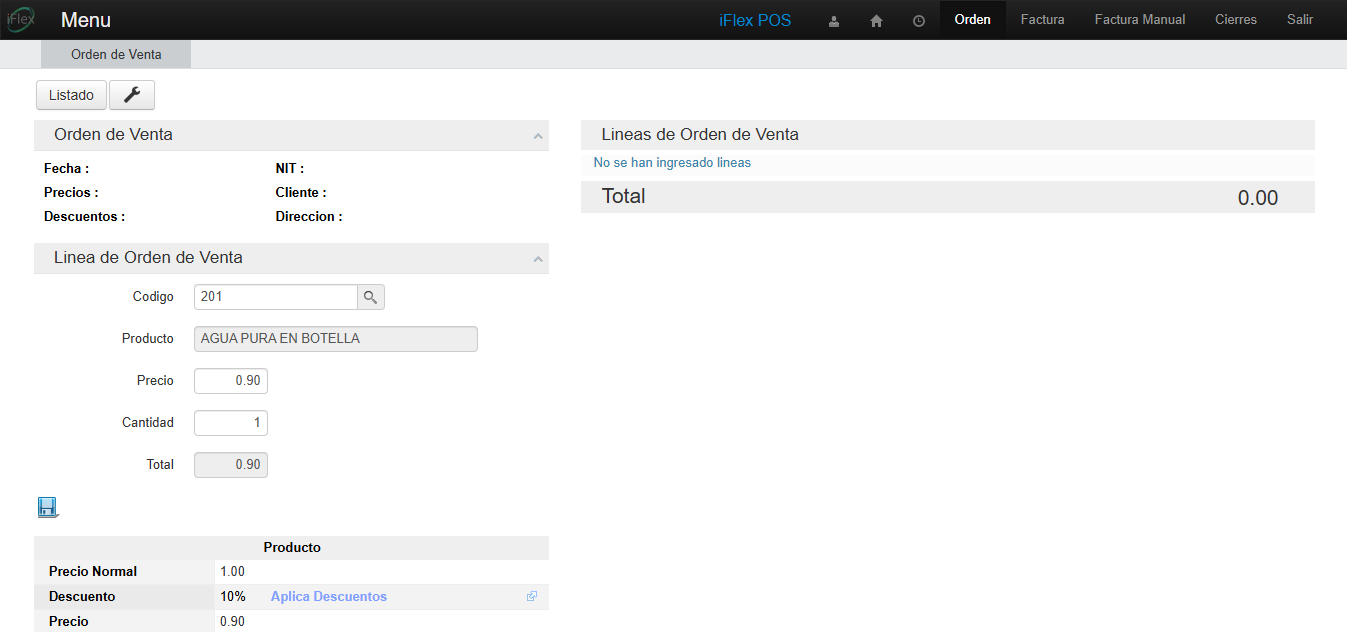 iFlex Menu iFlex POS Orden Factura Factura Manual Cierres Salir
Orden de Venta
Listado
Orden de Venta
Fecha : NIT :
Precios : Cliente :
Descuentos : Direccion :
Linea de Orden de Venta
Codigo 201
Producto AGUA PURA EN BOTELLA
Precio 0.90
Cantidad 1
Total 0.90
Producto
Precio Normal 1.00
Descuento 10% Aplica Descuentos
Precio 0.90
Lineas de Orden de Venta
No se han ingresado lineas
Total 0.00